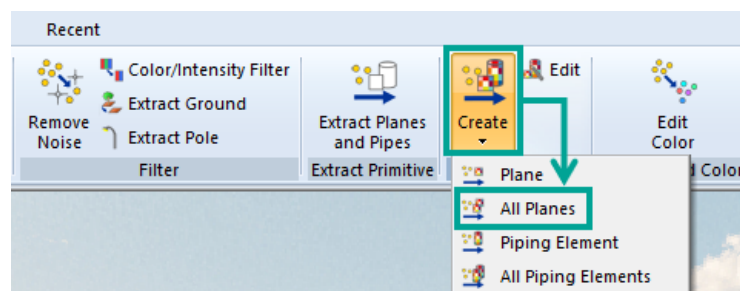 Recent
Color/Intensity Filter
Extract Ground
Extract Pole
Remove
Noise
Filter
Extract Planes
and Pipes
Extract Primitive
Create
Edit
Edit
Color
Plane
All Planes
Piping Element
All Piping Elements